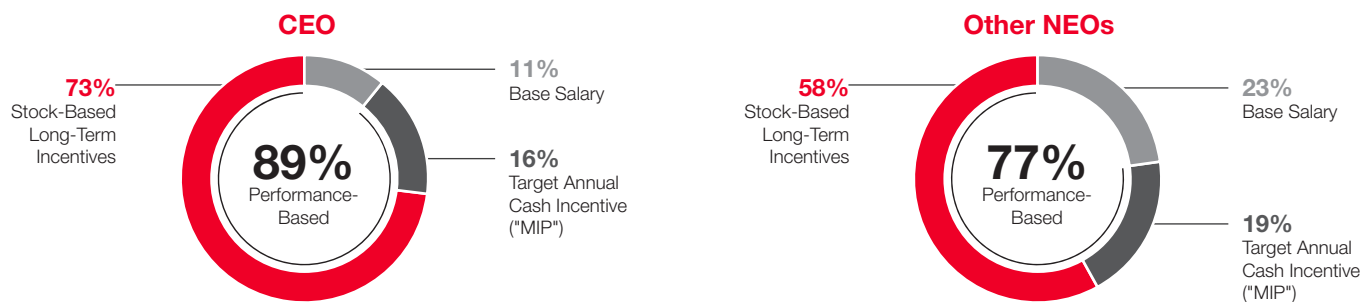 CEO
73%
Stock-Based
Long-Term
Incentives
11%
Base Salary
89%
Performance-
Based
16%
Target Annual
Cash Incentive
("MIP")
Other NEOs
58%
Stock-Based
Long-Term
Incentives
23%
Base Salary
77%
Performance-
Based
19%
Target Annual
Cash Incentive
("MIP")